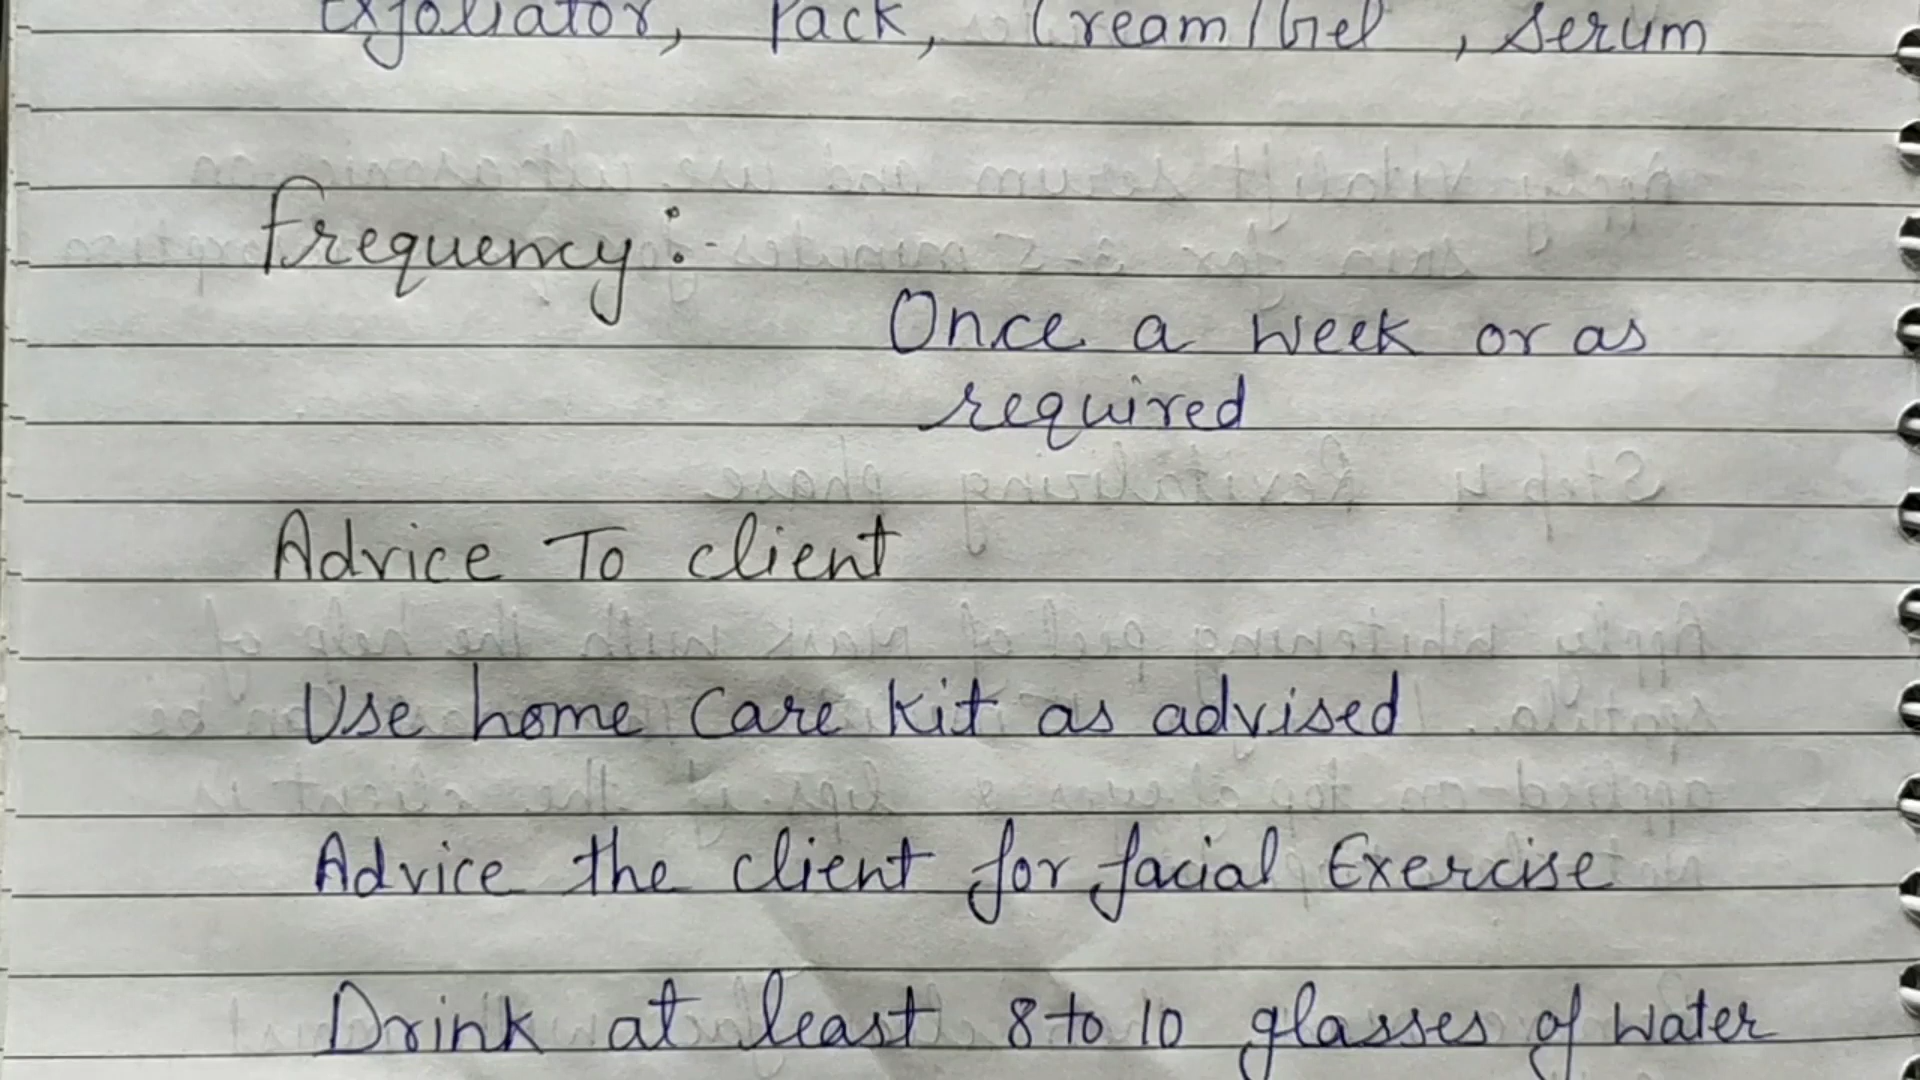 Exfoliator, Pack, Cream/Gel, Serum
frequency:-
Once a week or as
required
Advice To client
Use home care kit as advised
Advice the client for facial Exercise
Drink at least 8 to 10 glasses of water